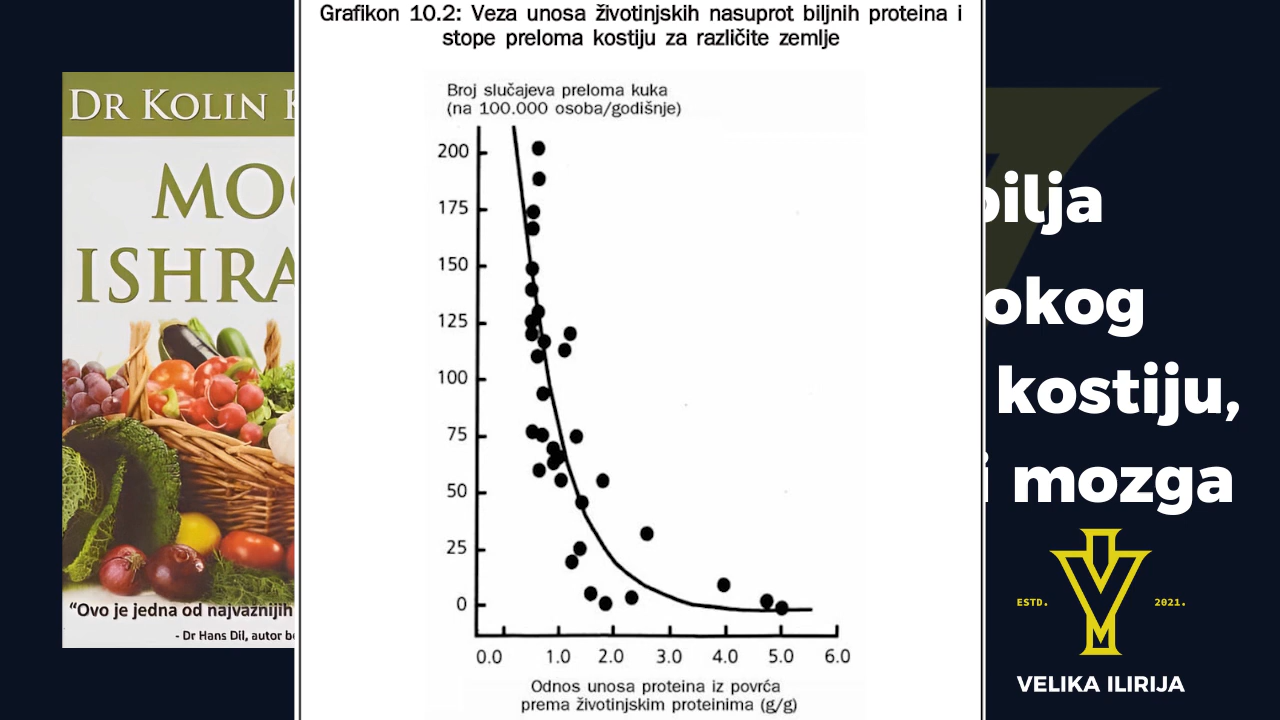 Grafikon 10.2: Veza unosa životinjskih nasuprot biljnih proteina i
stope preloma kostiju za različite zemlje
Broj slučajeva preloma kuka
(na 100.000 osoba/godišnje)
200
175
150
125
100
75
50
25
0
0.0 1.0 2.0 3.0 4.0 5.0 6.0
Odnos unosa proteina iz povrća
prema životinjskim proteinima (g/g)
DR KOLIN
MO
ISHRA
“Ovo je jedna od najvažnijih
- Dr Hans Dil, autor
bilja
okog
kostiju,
i mozga
ESTD. 2021.
VELIKA ILIRIJA